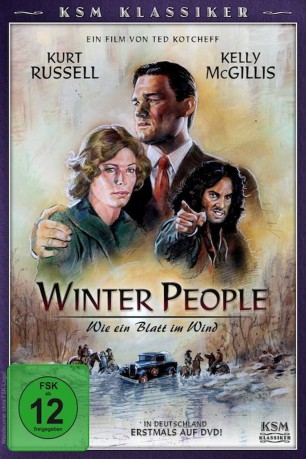 KSM KLASSIKER
EIN FILM VON TED KOTCHEFF
KURT RUSSELL
KELLY McGILLIS
WINTER PEOPLE
Wie ein Blatt im Wind
FSK
ab
12
freigegeben
IN DEUTSCHLAND
ERSTMALS AUF DVD!
KSM
KLASSIKER